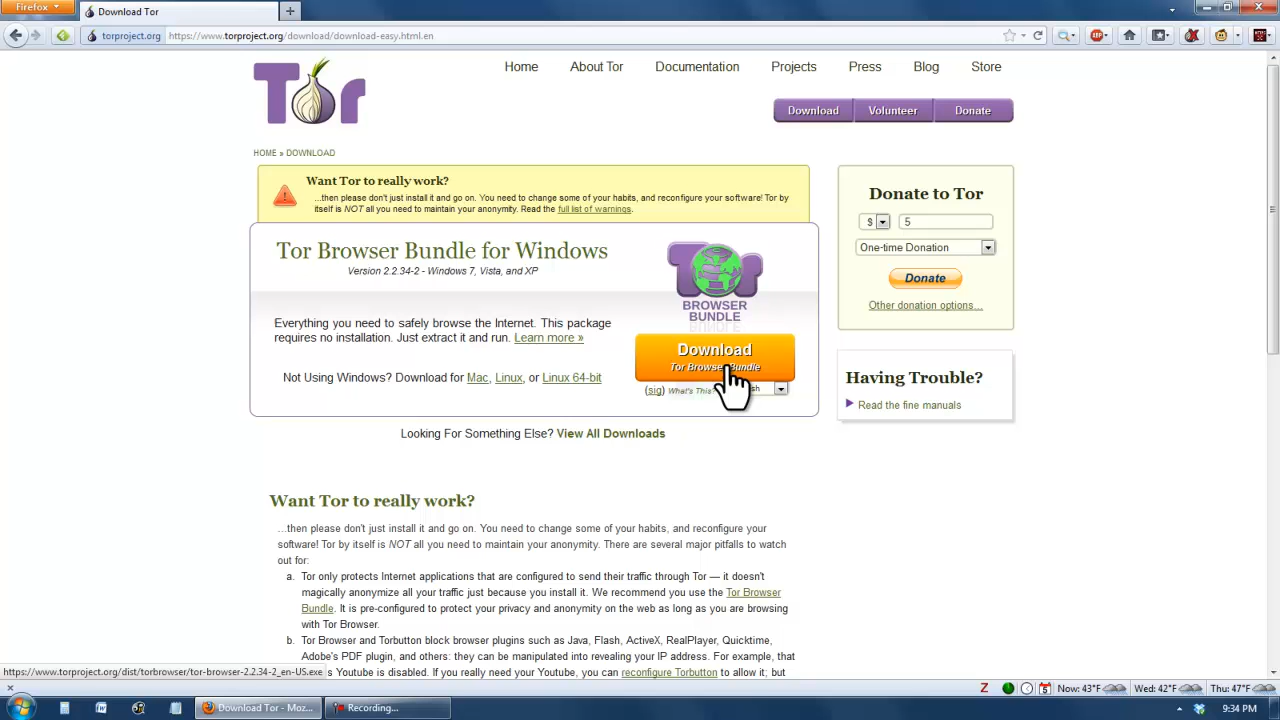 Firefox
Download Tor
torproject.org
https://www.torproject.org/download/download-easy.html.en
Tor
Home
About Tor
Documentation
Projects
Press
Blog
Store
Download
Volunteer
Donate
HOME » DOWNLOAD
Want Tor to really work?
...then please don't just install it and go on. You need to change some of your habits, and reconfigure your software! Tor by
itself is NOT all you need to maintain your anonymity. Read the full list of warnings.
Tor Browser Bundle for Windows
Version 2.2.34-2 - Windows 7, Vista, and XP
Everything you need to safely browse the Internet. This package
requires no installation. Just extract it and run. Learn more »
Not Using Windows? Download for Mac, Linux, or Linux 64-bit
Tor
BROWSER
BUNDLE
Download
Tor Browser Bundle
(sig) What's This?
Looking For Something Else? View All Downloads
Donate to Tor
$
5
One-time Donation
Donate
Other donation options...
Having Trouble?
Read the fine manuals
Want Tor to really work?
...then please don't just install it and go on. You need to change some of your habits, and reconfigure your
software! Tor by itself is NOT all you need to maintain your anonymity. There are several major pitfalls to watch
out for:
a. Tor only protects Internet applications that are configured to send their traffic through Tor — it doesn't
magically anonymize all your traffic just because you install it. We recommend you use the Tor Browser
Bundle. It is pre-configured to protect your privacy and anonymity on the web as long as you are browsing
with Tor Browser.
b. Tor Browser and Torbutton block browser plugins such as Java, Flash, ActiveX, RealPlayer, Quicktime,
Adobe's PDF plugin, and others: they can be manipulated into revealing your IP address. For example, that
s Youtube is disabled. If you really need your Youtube, you can reconfigure Torbutton to allow it; but
https://www.torproject.org/dist/torbrowser/tor-browser-2.2.34-2_en-US.exe
Now: 43°F
Wed: 42°F
Thu: 47°F
Download Tor - Moz...
Recording...
9:34 PM